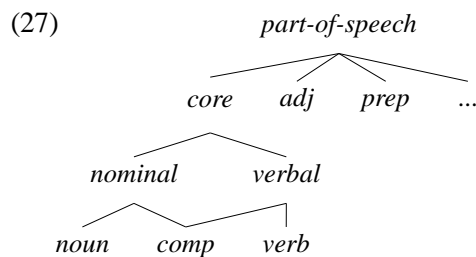 (27) part-of-speech
core adj prep ...
nominal verbal
noun comp verb